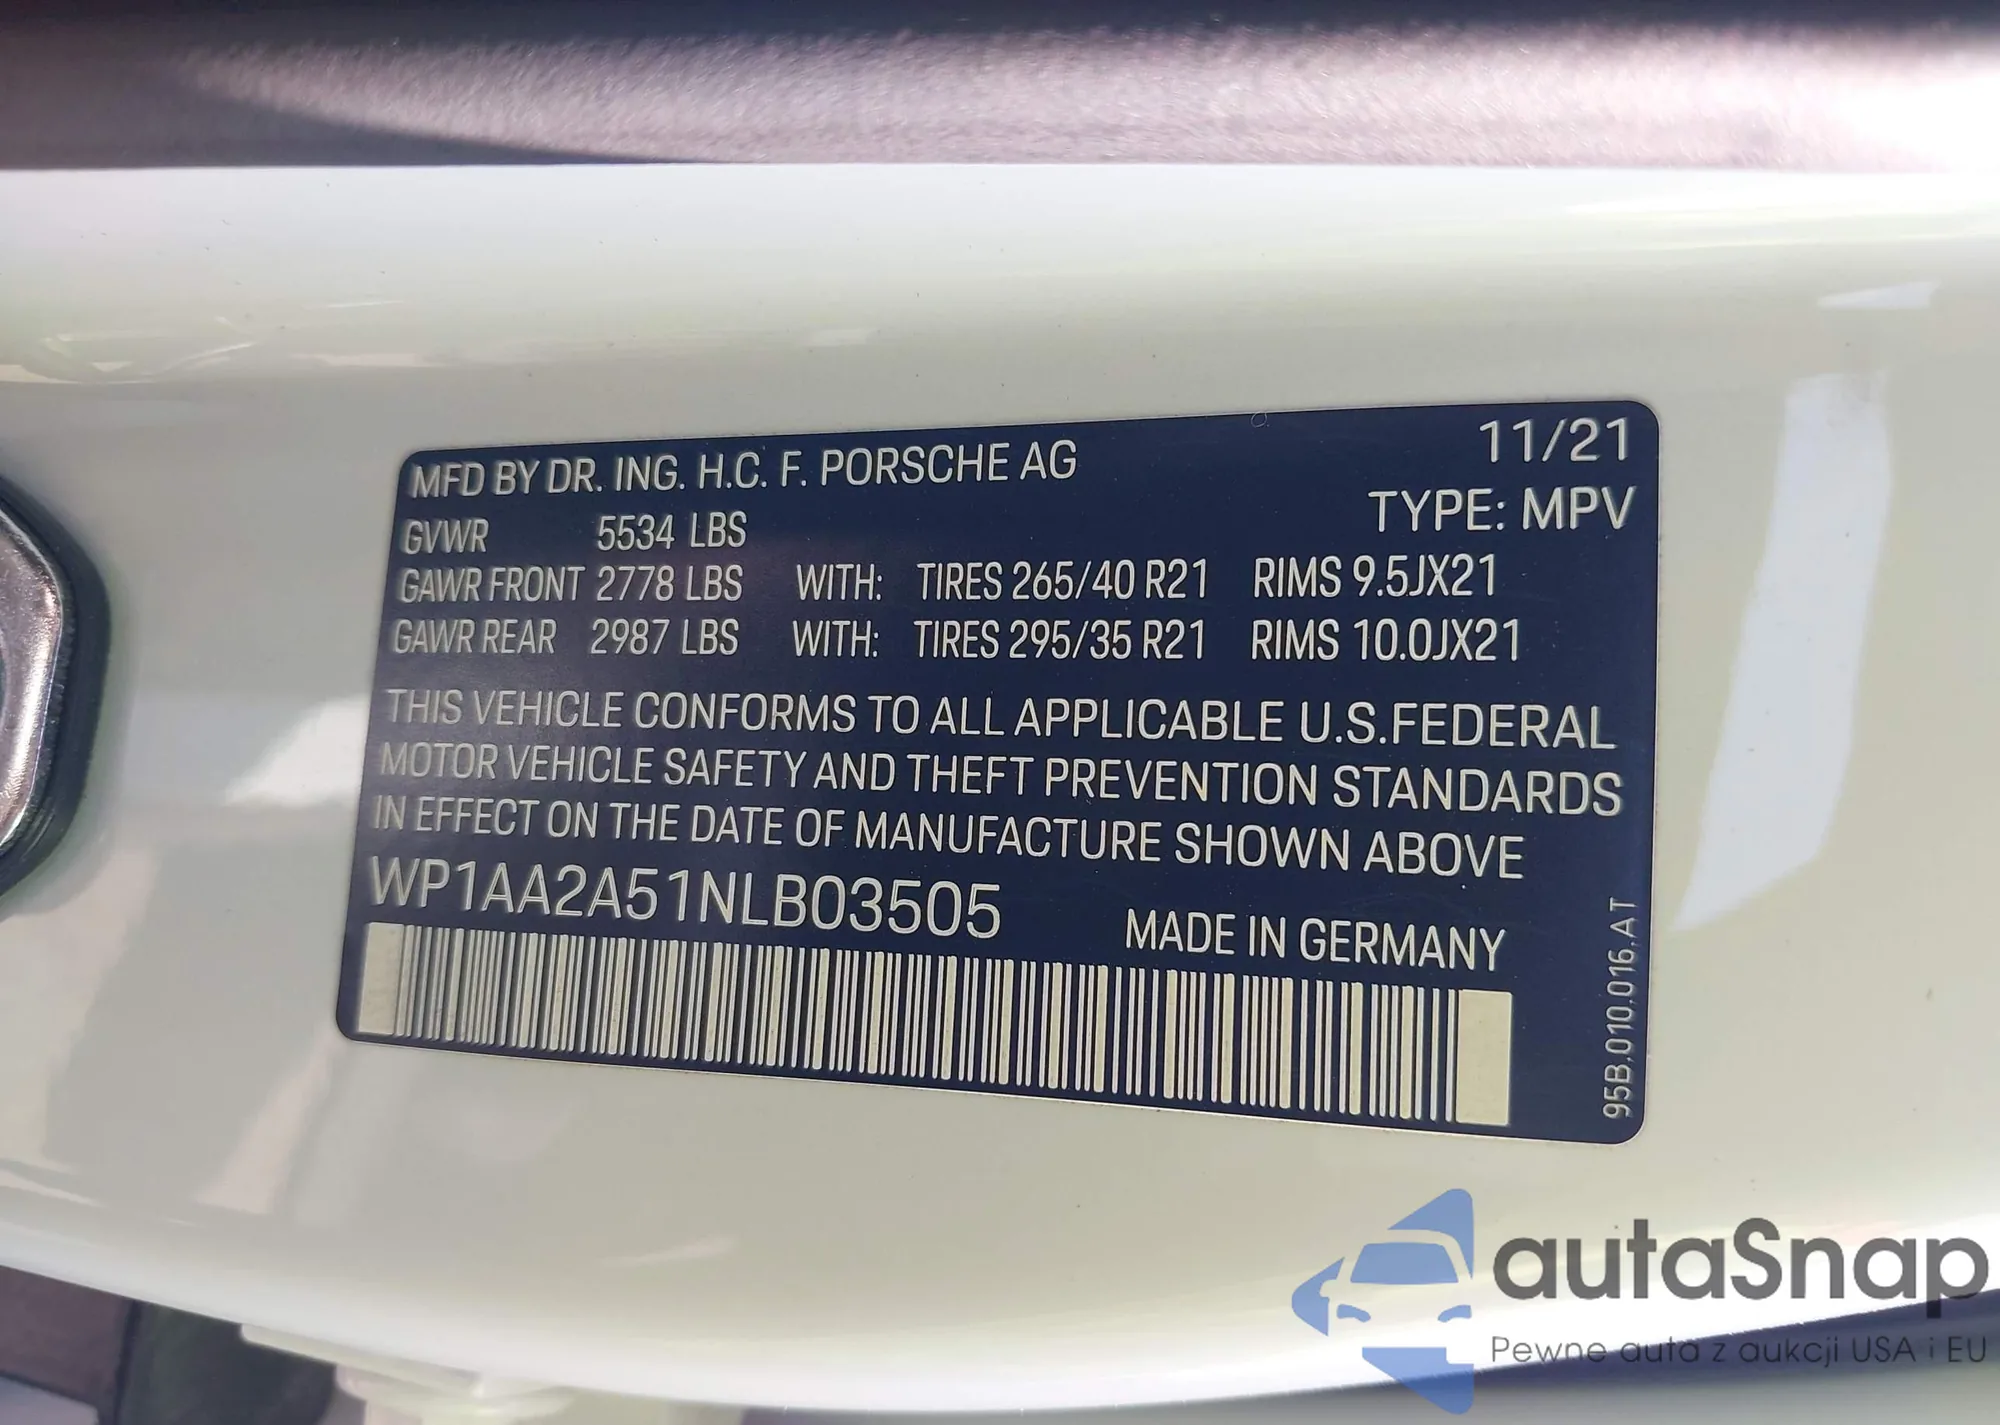 MFD BY DR. ING. H.C. F. PORSCHE AG 11/21
GVWR 5534 LBS TYPE: MPV
GAWR FRONT 2778 LBS WITH: TIRES 265/40 R21 RIMS 9.5JX21
GAWR REAR 2987 LBS WITH: TIRES 295/35 R21 RIMS 10.0JX21
THIS VEHICLE CONFORMS TO ALL APPLICABLE U.S.FEDERAL
MOTOR VEHICLE SAFETY AND THEFT PREVENTION STANDARDS
IN EFFECT ON THE DATE OF MANUFACTURE SHOWN ABOVE
WP1AA2A51NLB03505
MADE IN GERMANY
95B.010.016.AT
autaSnap
Pewne auta z aukcji USA i EU